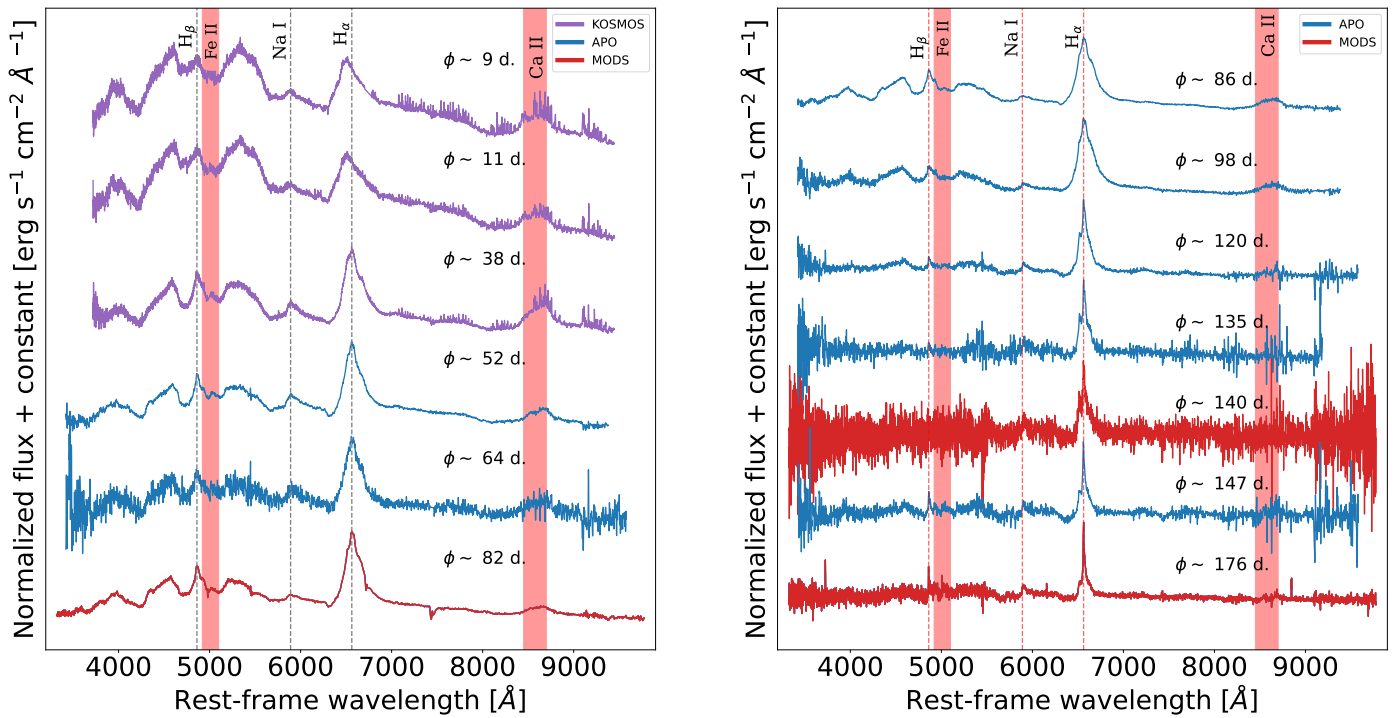 KOSMOS
APO
MODS
Hβ
Fe II
Na I
Hα
Ca II
ϕ ~ 9 d.
ϕ ~ 11 d.
ϕ ~ 38 d.
ϕ ~ 52 d.
ϕ ~ 64 d.
ϕ ~ 82 d.
Normalized flux + constant [erg s⁻¹ cm⁻² Å ⁻¹]
4000 5000 6000 7000 8000 9000
Rest-frame wavelength [Å]
APO
MODS
Hβ
Fe II
Na I
Hα
Ca II
ϕ ~ 86 d.
ϕ ~ 98 d.
ϕ ~ 120 d.
ϕ ~ 135 d.
ϕ ~ 140 d.
ϕ ~ 147 d.
ϕ ~ 176 d.
Normalized flux + constant [erg s⁻¹ cm⁻² Å ⁻¹]
4000 5000 6000 7000 8000 9000
Rest-frame wavelength [Å]